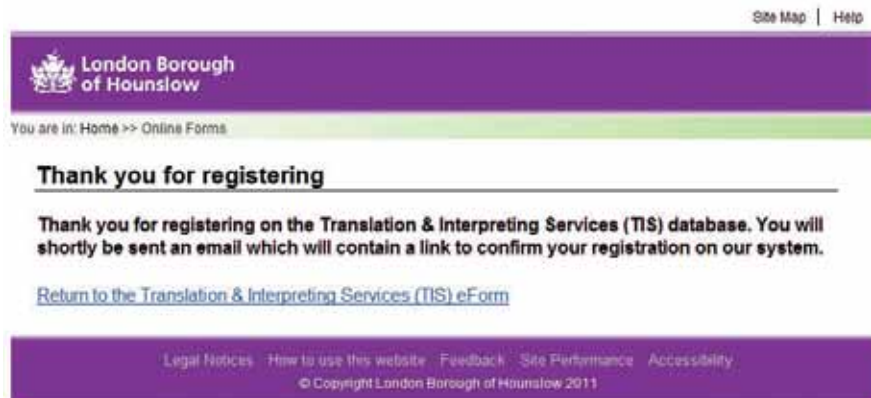 Site Map | Help
London Borough
of Hounslow
You are in: Home >> Online Forms
Thank you for registering
Thank you for registering on the Translation & Interpreting Services (TIS) database. You will
shortly be sent an email which will contain a link to confirm your registration on our system.
Return to the Translation & Interpreting Services (TIS) eForm
Legal Notices How to use this website Feedback Site Performance Accessibility
© Copyright London Borough of Hounslow 2011